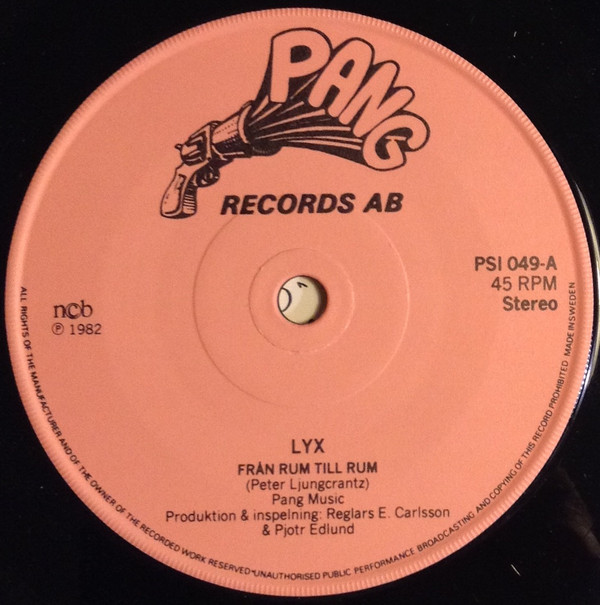 PANG
RECORDS AB
PSI 049-A
45 RPM
Stereo
ncb
℗ 1982
LYX
FRÅN RUM TILL RUM
(Peter Ljungcrantz)
Pang Music
Produktion & inspelning: Reglars E. Carlsson
& Pjotr Edlund
ALL RIGHTS OF THE MANUFACTURER AND OF THE OWNER OF THE RECORDED WORK RESERVED•UNAUTHORISED PUBLIC PERFORMANCE BROADCASTING AND COPYING OF THIS RECORD PROHIBITED MADE IN SWEDEN